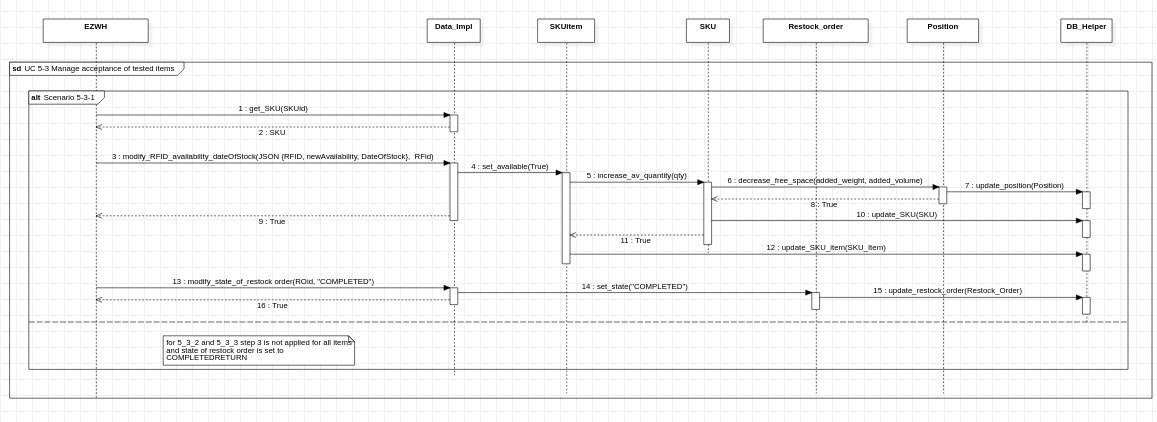 EZWH
Data_Impl
SKUItem
SKU
Restock_order
Position
DB_Helper
sd UC 5-3 Manage acceptance of tested items
alt Scenario 5-3-1
1 : get_SKU(SKUid)
2 : SKU
3 : modify_RFID_availability_dateOfStock(JSON {RFID, newAvailability, DateOfStock}, RFid)
4 : set_available(True)
5 : increase_av_quantity(qty)
6 : decrease_free_space(added_weight, added_volume)
7 : update_position(Position)
8 : True
9 : True
10 : update_SKU(SKU)
11 : True
12 : update_SKU_item(SKU_Item)
13 : modify_state_of_restock order(ROid, "COMPLETED")
14 : set_state("COMPLETED")
15 : update_restock_order(Restock_Order)
16 : True
for 5_3_2 and 5_3_3 step 3 is not applied for all items
and state of restock order is set to
COMPLETEDRETURN